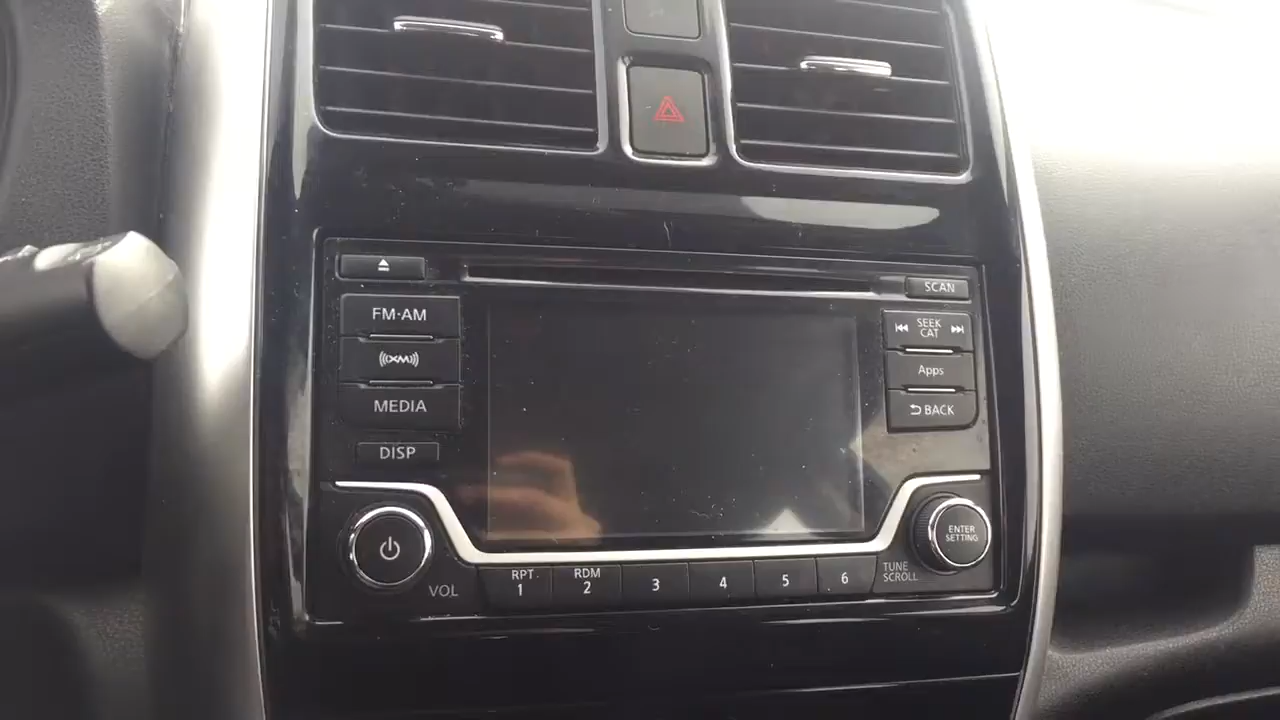 SCAN
FM·AM
SEEK
CAT
((XM))
Apps
MEDIA
BACK
DISP
ENTER
SETTING
VOL
RPT
1
RDM
2
3
4
5
6
TUNE
SCROLL